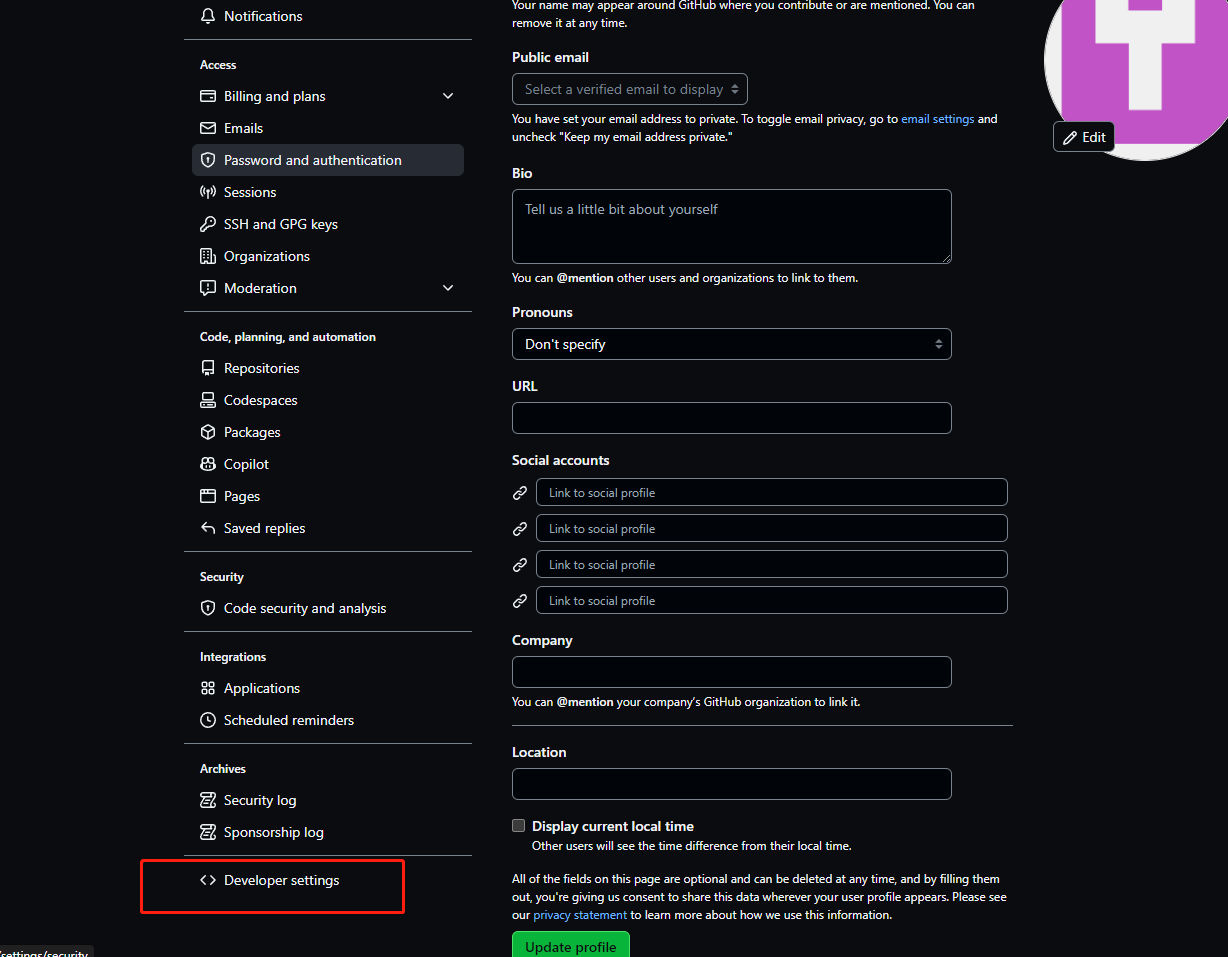 Notifications
Access
Billing and plans
Emails
Password and authentication
Sessions
SSH and GPG keys
Organizations
Moderation
Code, planning, and automation
Repositories
Codespaces
Packages
Copilot
Pages
Saved replies
Security
Code security and analysis
Integrations
Applications
Scheduled reminders
Archives
Security log
Sponsorship log
Developer settings
Your name may appear around GitHub where you contribute or are mentioned. You can
remove it at any time.
Public email
Select a verified email to display
You have set your email address to private. To toggle email privacy, go to email settings and
uncheck "Keep my email address private."
Bio
Tell us a little bit about yourself
You can @mention other users and organizations to link to them.
Pronouns
Don't specify
URL
Social accounts
Link to social profile
Link to social profile
Link to social profile
Link to social profile
Company
You can @mention your company’s GitHub organization to link it.
Location
Display current local time
Other users will see the time difference from their local time.
All of the fields on this page are optional and can be deleted at any time, and by filling them
out, you're giving us consent to share this data wherever your user profile appears. Please see
our privacy statement to learn more about how we use this information.
Update profile
Edit
/settings/security